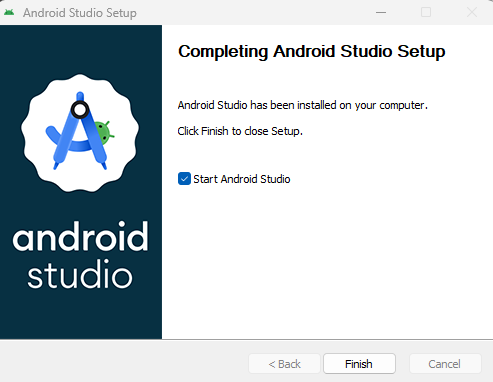 Android Studio Setup
Completing Android Studio Setup
Android Studio has been installed on your computer.
Click Finish to close Setup.
Start Android Studio
android
studio
< Back
Finish
Cancel